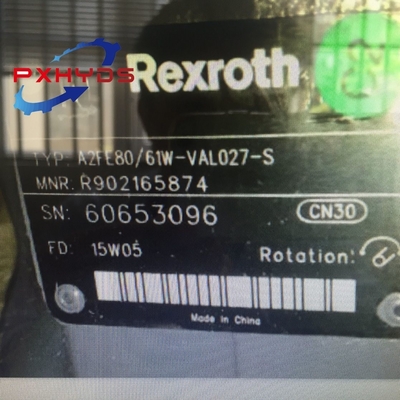 PXHYDS
Rexroth
TYP: A2FE80/61W-VAL027-S
MNR: R902165874
SN: 60653096 CN30
FD: 15W05 Rotation:
Made in China